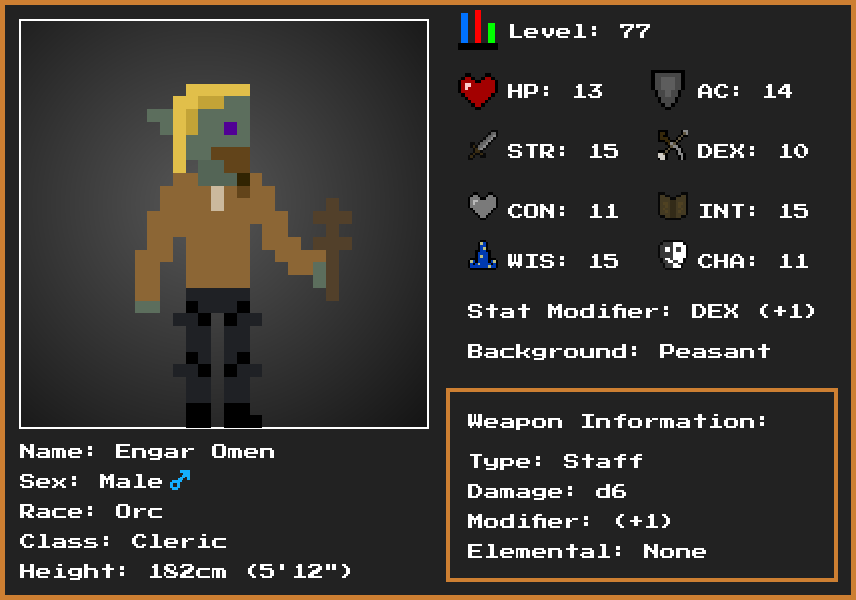 Level: 77
HP: 13
AC: 14
STR: 15
DEX: 10
CON: 11
INT: 15
WIS: 15
CHA: 11
Stat Modifier: DEX (+1)
Background: Peasant
Weapon Information:
Type: Staff
Damage: d6
Modifier: (+1)
Elemental: None
Name: Engar Omen
Sex: Male ♂
Race: Orc
Class: Cleric
Height: 182cm (5'12")